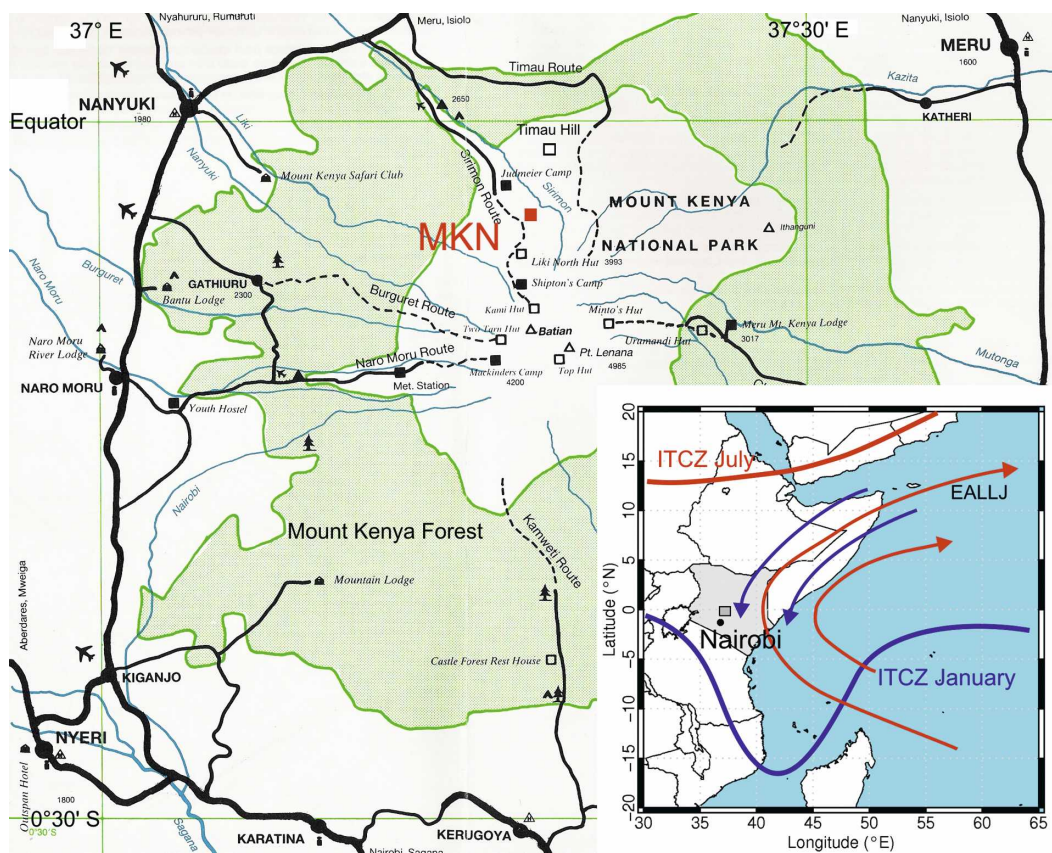 37° E
Nyahururu, Rumuruti
Meru, Isiolo
37°30' E
Nanyuki, Isiolo
MERU
1600
Timau Route
Kazita
NANYUKI
1980
2650
KATHERI
Equator
Liki
Timau Hill
Nanyuki
Mount Kenya Safari Club
Judmeier Camp
Sirimon Route
Sirimon
MOUNT KENYA
NATIONAL PARK
Ithanguni
MKN
3993
Liki North Hut
Naro Moru
Burguret
GATHIURU
2300
Bantu Lodge
Burguret Route
Shipton's Camp
Kami Hut
Minto's Hut
Two Tarn Hut
Batian
Meru Mt. Kenya Lodge
3017
Urumandi Hut
Naro Moru
River Lodge
Naro Moru Route
Pt. Lenana
4985
Mutonga
Top Hut
Mackinders Camp
4200
Met. Station
NARO MORU
Youth Hostel
Nairobi
Mount Kenya Forest
Kamweti Route
Mountain Lodge
Aberdares, Mweiga
Castle Forest Rest House
KIGANJO
NYERI
Outspan Hotel
1800
0°30' S
0°30' S
Sagana
KARATINA
KERUGOYA
Nairobi, Sagana
20
15
10
5
0
−5
−10
−15
−20
Latitude (°N)
ITCZ July
EALLJ
Nairobi
ITCZ January
30
35
40
45
50
55
60
65
Longitude (°E)